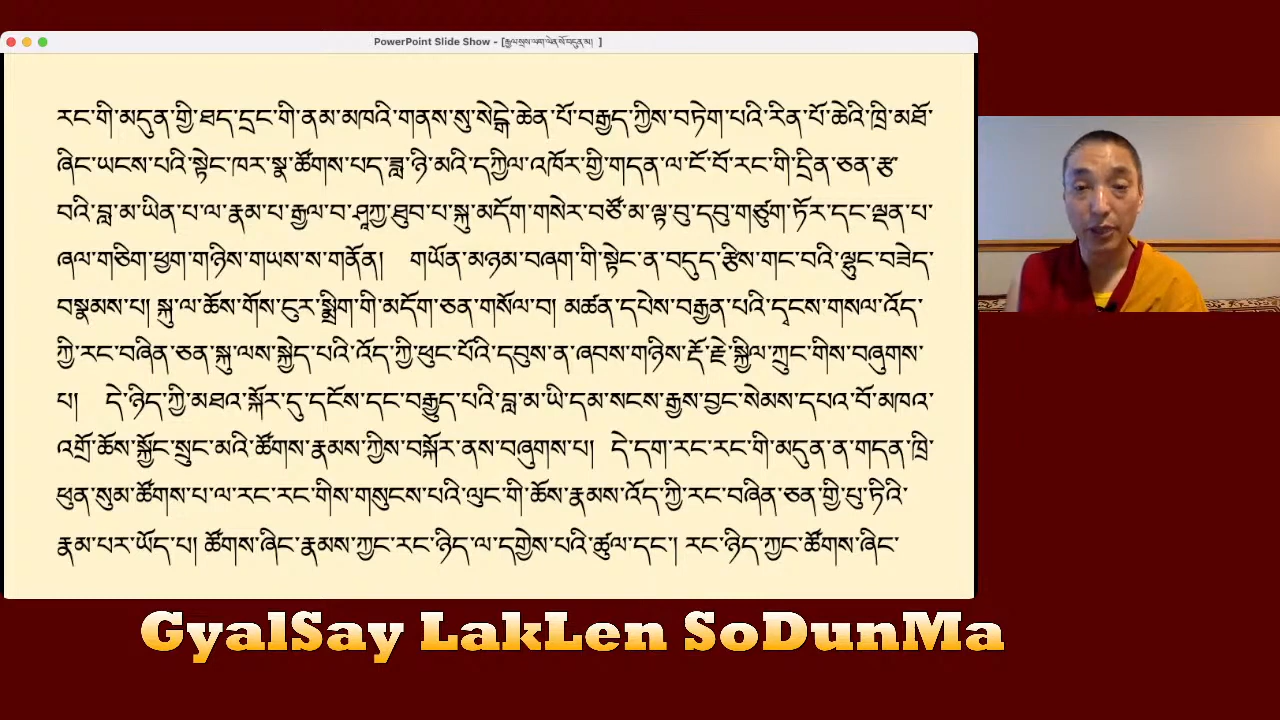 PowerPoint Slide Show - [རྒྱལ་སྲས་ལག་ལེན་སོ་བདུན་མ། ]
རང་གི་མདུན་གྱི་ཐད་དྲང་གི་ནམ་མཁའི་གནས་སུ་སེངྒེ་ཆེན་པོ་བརྒྱད་ཀྱིས་བཏེག་པའི་རིན་པོ་ཆེའི་ཁྲི་མཐོ་
ཞིང་ཡངས་པའི་སྟེང་ཁར་སྣ་ཚོགས་པད་ཟླ་ཉི་མའི་དཀྱིལ་འཁོར་གྱི་གདན་ལ་ངོ་བོ་རང་གི་དྲིན་ཅན་རྩ་
བའི་བླ་མ་ཡིན་པ་ལ་རྣམ་པ་རྒྱལ་བ་ཤཱཀྱ་ཐུབ་པ་སྐུ་མདོག་གསེར་བཙོ་མ་ལྟ་བུ་དབུ་གཙུག་ཏོར་དང་ལྡན་པ་
ཞལ་གཅིག་ཕྱག་གཉིས་གཡས་ས་གནོན། གཡོན་མཉམ་བཞག་གི་སྟེང་ན་བདུད་རྩིས་གང་བའི་ལྷུང་བཟེད་
བསྣམས་པ། སྐུ་ལ་ཆོས་གོས་ངུར་སྨྲིག་གི་མདོག་ཅན་གསོལ་བ། མཚན་དཔེས་བརྒྱན་པའི་དྭངས་གསལ་འོད་
ཀྱི་རང་བཞིན་ཅན་སྐུ་ལས་སྐྱེད་པའི་འོད་ཀྱི་ཕུང་པོའི་དབུས་ན་ཞབས་གཉིས་རྡོ་རྗེ་སྐྱིལ་ཀྲུང་གིས་བཞུགས་
པ། དེ་ཉིད་ཀྱི་མཐའ་སྐོར་དུ་དངོས་དང་བརྒྱུད་པའི་བླ་མ་ཡི་དམ་སངས་རྒྱས་བྱང་སེམས་དཔའ་བོ་མཁའ་
འགྲོ་ཆོས་སྐྱོང་སྲུང་མའི་ཚོགས་རྣམས་ཀྱིས་བསྐོར་ནས་བཞུགས་པ། དེ་དག་རང་རང་གི་མདུན་ན་གདན་ཁྲི་
ཕུན་སུམ་ཚོགས་པ་ལ་རང་རང་གིས་གསུངས་པའི་ལུང་གི་ཆོས་རྣམས་འོད་ཀྱི་རང་བཞིན་ཅན་གྱི་པུ་ཏིའི་
རྣམ་པར་ཡོད་པ། ཚོགས་ཞིང་རྣམས་ཀྱང་རང་ཉིད་ལ་དགྱེས་པའི་ཚུལ་དང་། རང་ཉིད་ཀྱང་ཚོགས་ཞིང་
GyalSay LakLen SoDunMa